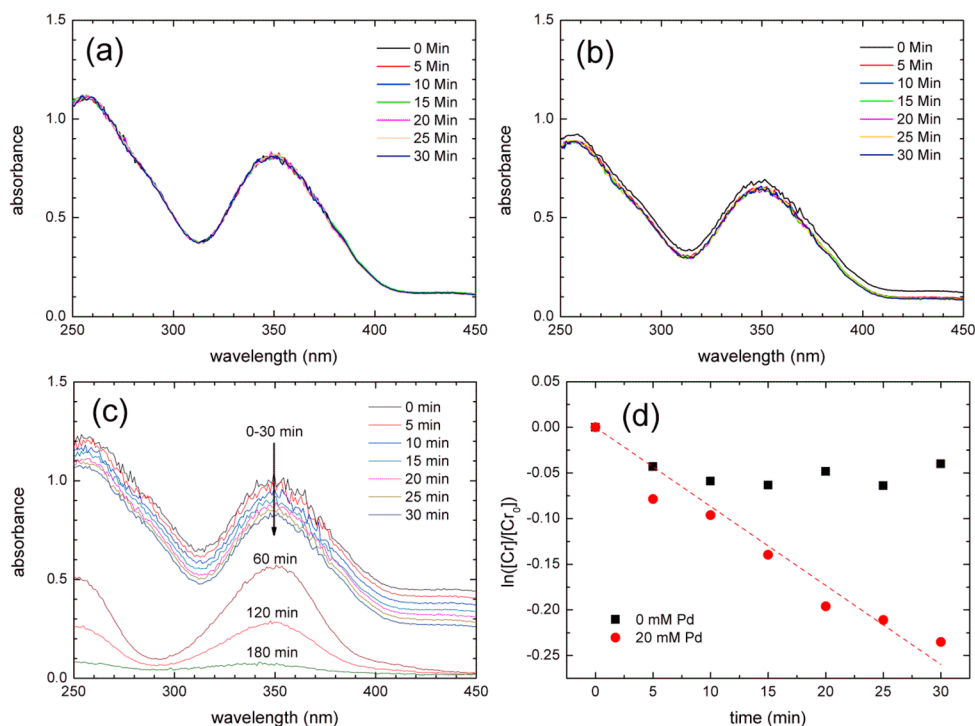 (a)
0 Min
5 Min
10 Min
15 Min
20 Min
25 Min
30 Min
1.5
1.0
0.5
0.0
absorbance
250 300 350 400 450
wavelength (nm)
(b)
0 Min
5 Min
10 Min
15 Min
20 Min
25 Min
30 Min
1.5
1.0
0.5
0.0
absorbance
250 300 350 400 450
wavelength (nm)
(c)
0 min
5 min
10 min
15 min
20 min
25 min
30 min
0-30 min
60 min
120 min
180 min
1.5
1.0
0.5
0.0
absorbance
250 300 350 400 450
wavelength (nm)
(d)
0.05
0.00
-0.05
-0.10
-0.15
-0.20
-0.25
ln([Cr]/[Cr₀])
0 mM Pd
20 mM Pd
0 5 10 15 20 25 30
time (min)